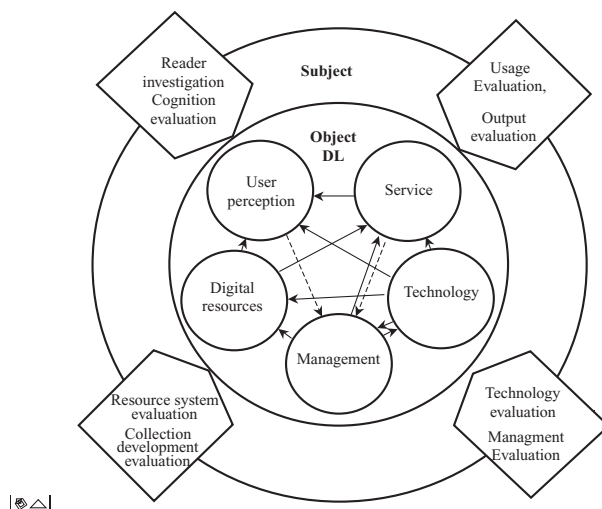 Reader
investigation
Cognition
evaluation
Subject
Usage
Evaluation,
Output
evaluation
Object
DL
User
perception
Service
Digital
resources
Technology
Management
Resource system
evaluation
Collection
development
evaluation
Technology
evaluation
Managment
Evaluation